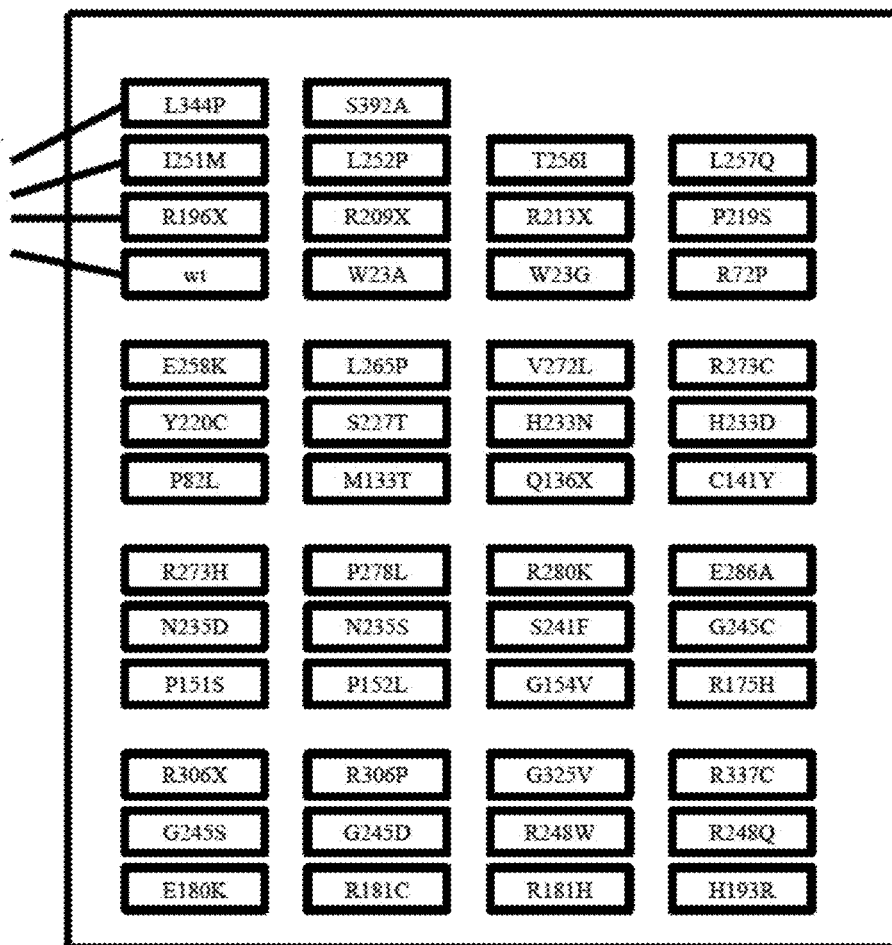 L344P S392A
I251M L252P T256I L257Q
R196X R209X R213X P219S
wt W23A W23G R72P
E258K L265P V272L R273C
Y220C S227T H233N H233D
P82L M133T Q136X C141Y
R273H P278L R280K E286A
N235D N235S S241F G245C
P151S P152L G154V R175H
R306X R306P G325V R337C
G245S G245D R248W R248Q
E180K R181C R181H H193R